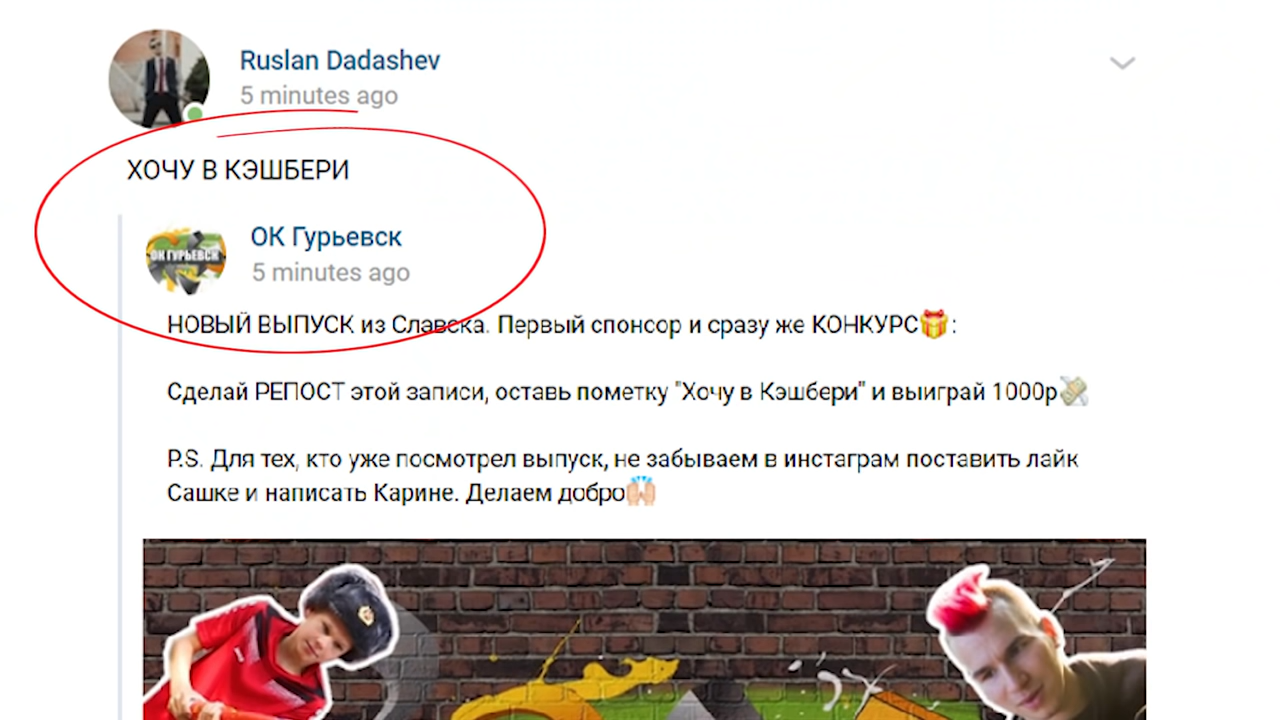 Ruslan Dadashev
5 minutes ago
ХОЧУ В КЭШБЕРИ
ОК ГУРЬЕВСК
ОК Гурьевск
5 minutes ago
НОВЫЙ ВЫПУСК из Славска. Первый спонсор и сразу же КОНКУРС🎁:
Сделай РЕПОСТ этой записи, оставь пометку "Хочу в Кэшбери" и выиграй 1000р💸
P.S. Для тех, кто уже посмотрел выпуск, не забываем в инстаграм поставить лайк
Сашке и написать Карине. Делаем добро🙌🏻